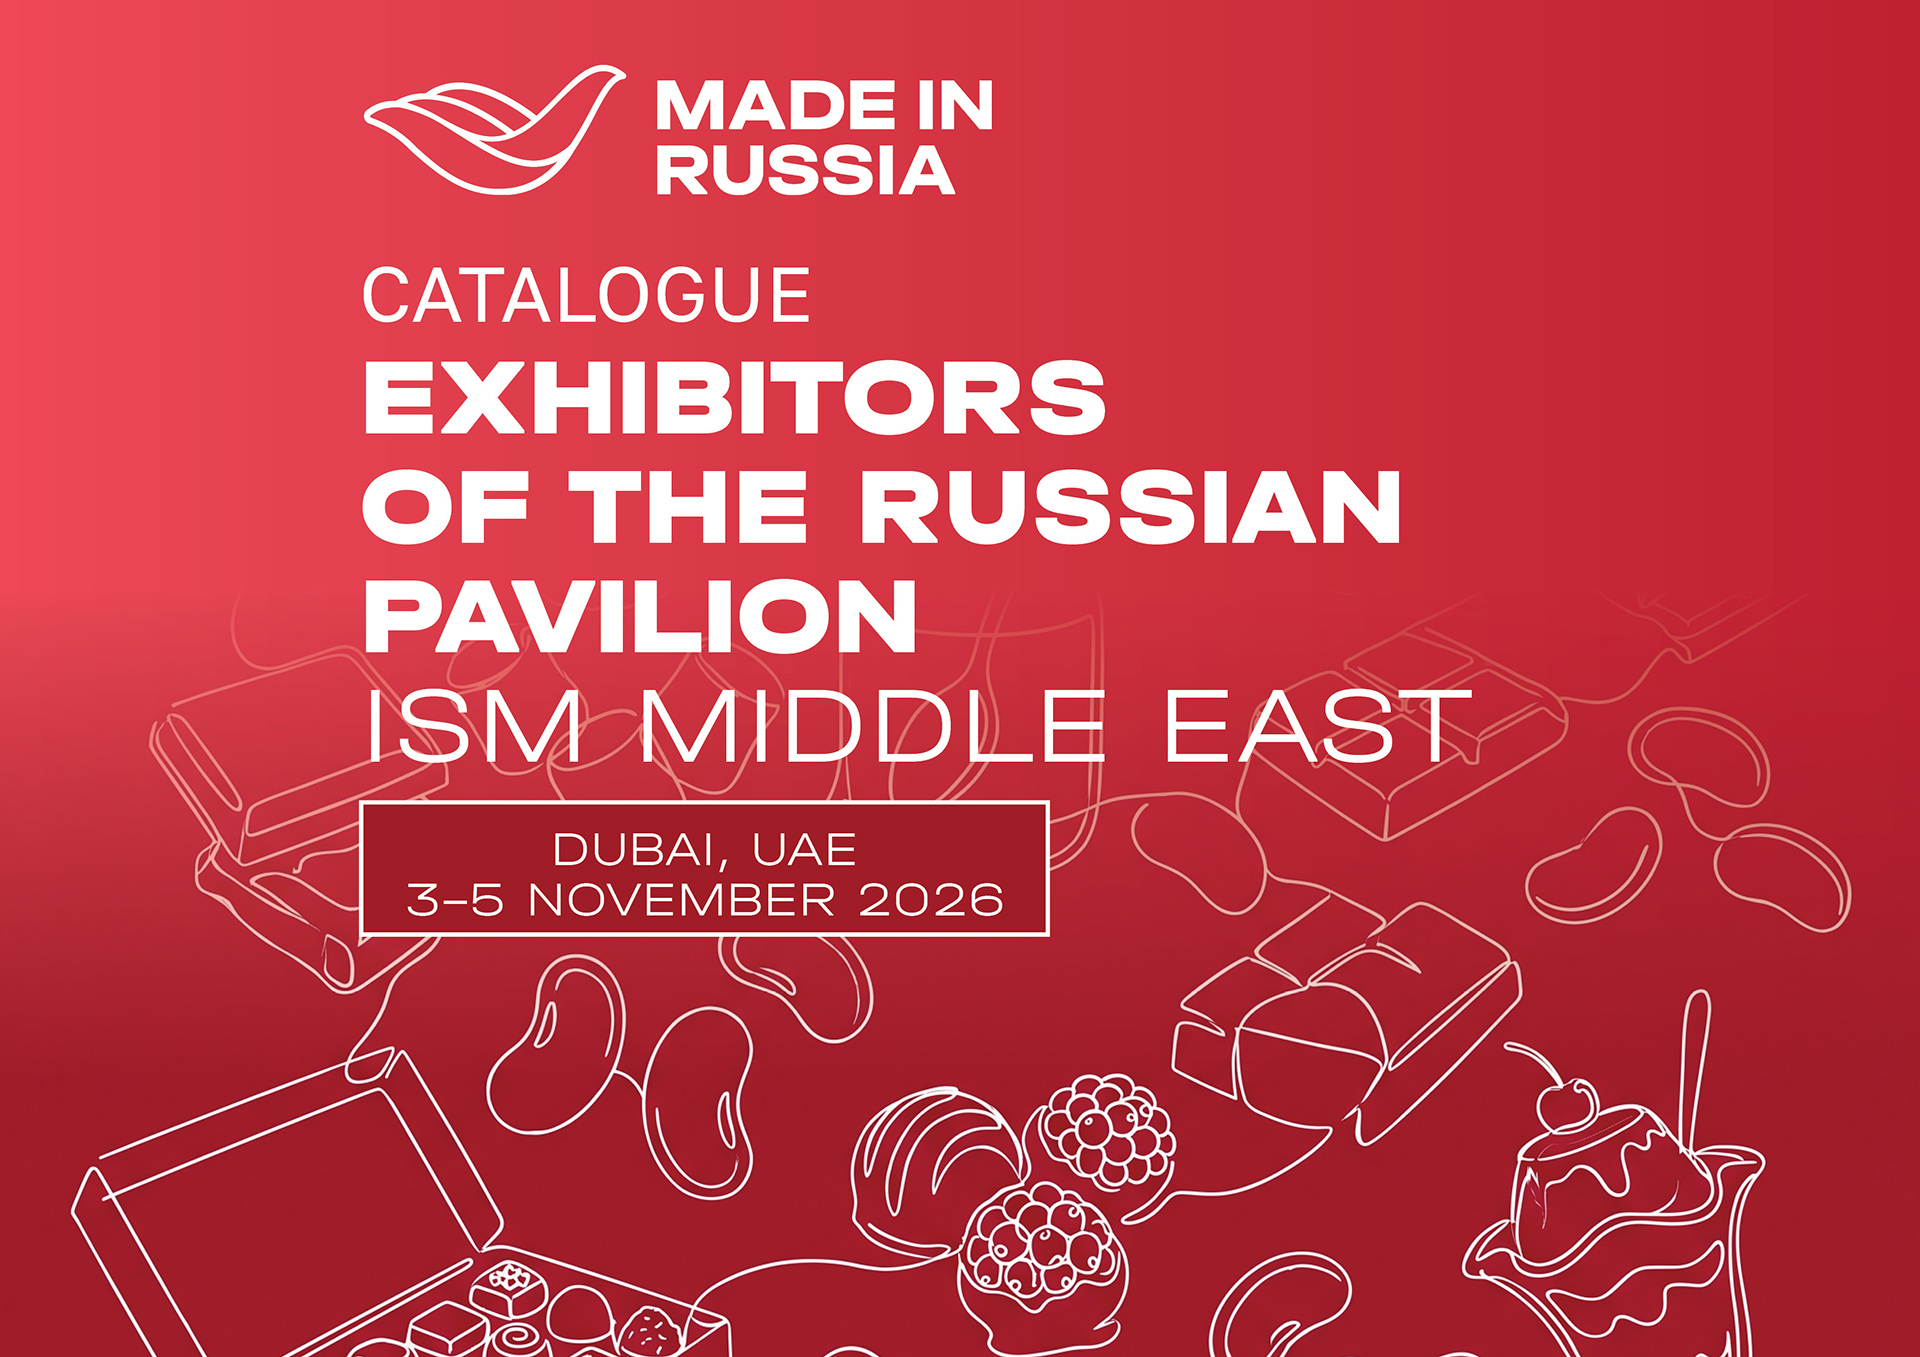 MADE IN
RUSSIA
CATALOGUE
EXHIBITORS
OF THE RUSSIAN
PAVILION
ISM MIDDLE EAST
DUBAI, UAE
3–5 NOVEMBER 2026